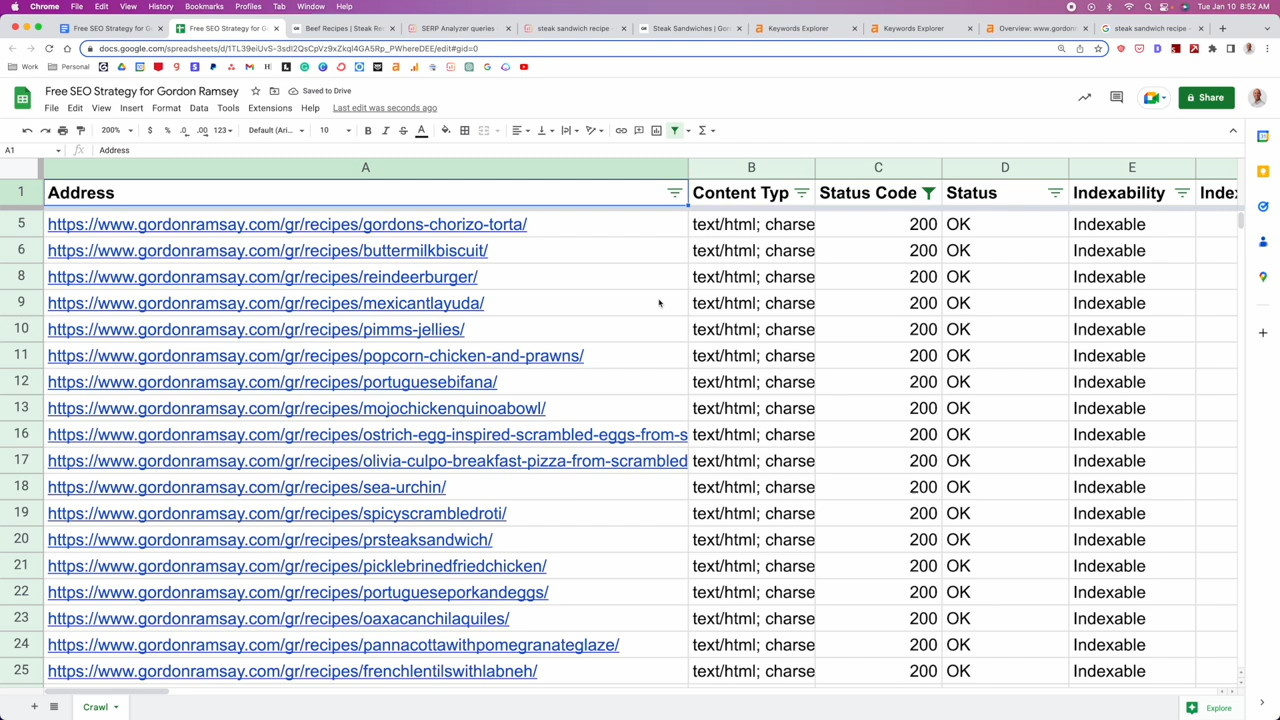 Chrome File Edit View History Bookmarks Profiles Tab Window Help Tue Jan 10 8:52 AM
Free SEO Strategy for Gordon × Free SEO Strategy for G × Beef Recipes | Steak Rec × SERP Analyzer queries × steak sandwich recipe × Steak Sandwiches | Gor × Keywords Explorer × Keywords Explorer × Overview: www.gordon × steak sandwich recipe - ×
docs.google.com/spreadsheets/d/1TL39eiUvS-3sdI2QsCpVz9xZkqI4GA5Rp_PWhereDEE/edit#gid=0
Work Personal
Free SEO Strategy for Gordon Ramsey Saved to Drive
File Edit View Insert Format Data Tools Extensions Help Last edit was seconds ago
Share
200% $ % .0 .00 123 Default (Ari... 10 B I S A
A1 fx Address
A B C D E
1 Address Content Typ Status Code Status Indexability Index
5 https://www.gordonramsay.com/gr/recipes/gordons-chorizo-torta/ text/html; charse 200 OK Indexable
6 https://www.gordonramsay.com/gr/recipes/buttermilkbiscuit/ text/html; charse 200 OK Indexable
8 https://www.gordonramsay.com/gr/recipes/reindeerburger/ text/html; charse 200 OK Indexable
9 https://www.gordonramsay.com/gr/recipes/mexicantlayuda/ text/html; charse 200 OK Indexable
10 https://www.gordonramsay.com/gr/recipes/pimms-jellies/ text/html; charse 200 OK Indexable
11 https://www.gordonramsay.com/gr/recipes/popcorn-chicken-and-prawns/ text/html; charse 200 OK Indexable
12 https://www.gordonramsay.com/gr/recipes/portuguesebifana/ text/html; charse 200 OK Indexable
13 https://www.gordonramsay.com/gr/recipes/mojochickenquinoabowl/ text/html; charse 200 OK Indexable
16 https://www.gordonramsay.com/gr/recipes/ostrich-egg-inspired-scrambled-eggs-from-s text/html; charse 200 OK Indexable
17 https://www.gordonramsay.com/gr/recipes/olivia-culpo-breakfast-pizza-from-scrambled text/html; charse 200 OK Indexable
18 https://www.gordonramsay.com/gr/recipes/sea-urchin/ text/html; charse 200 OK Indexable
19 https://www.gordonramsay.com/gr/recipes/spicyscrambledroti/ text/html; charse 200 OK Indexable
20 https://www.gordonramsay.com/gr/recipes/prsteaksandwich/ text/html; charse 200 OK Indexable
21 https://www.gordonramsay.com/gr/recipes/picklebrinedfriedchicken/ text/html; charse 200 OK Indexable
22 https://www.gordonramsay.com/gr/recipes/portugueseporkandeggs/ text/html; charse 200 OK Indexable
23 https://www.gordonramsay.com/gr/recipes/oaxacanchilaquiles/ text/html; charse 200 OK Indexable
24 https://www.gordonramsay.com/gr/recipes/pannacottawithpomegranateglaze/ text/html; charse 200 OK Indexable
25 https://www.gordonramsay.com/gr/recipes/frenchlentilswithlabneh/ text/html; charse 200 OK Indexable
Crawl Explore